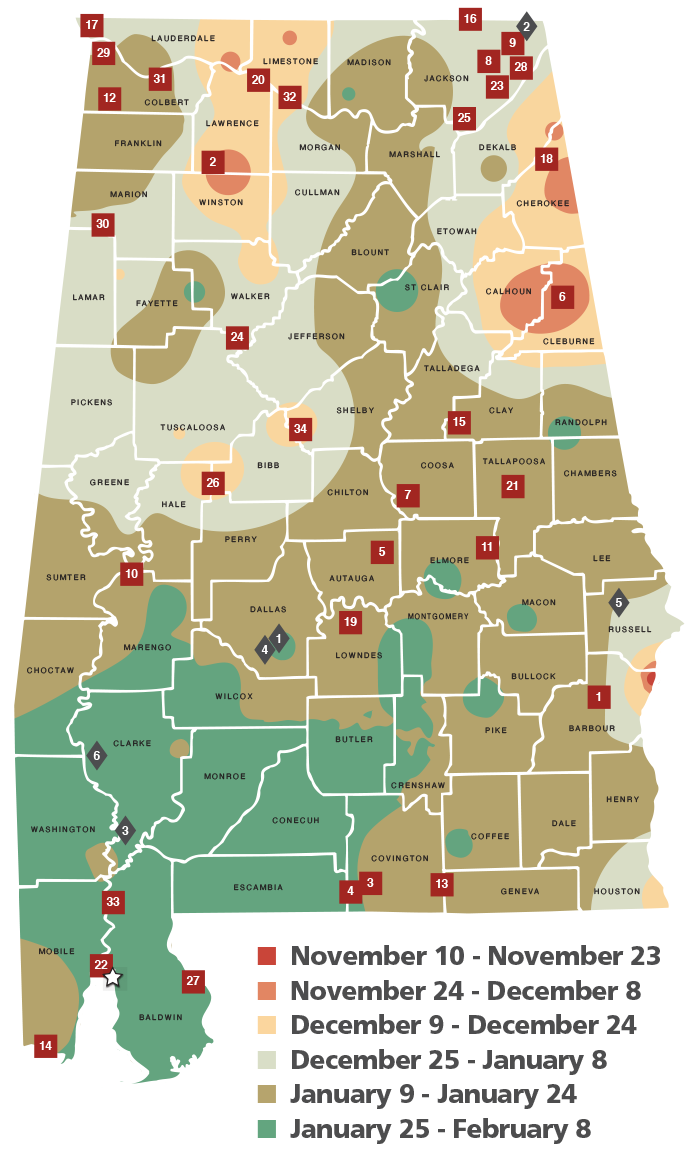 17
16
2
LAUDERDALE
9
29
LIMESTONE
MADISON
8
28
31
20
JACKSON
23
12
COLBERT
32
25
LAWRENCE
FRANKLIN
MORGAN
DEKALB
MARSHALL
2
18
MARION
CULLMAN
WINSTON
CHEROKEE
30
ETOWAH
BLOUNT
ST CLAIR
CALHOUN
6
LAMAR
FAYETTE
WALKER
24
JEFFERSON
CLEBURNE
TALLADEGA
PICKENS
SHELBY
CLAY
15
RANDOLPH
TUSCALOOSA
34
BIBB
COOSA
TALLAPOOSA
CHAMBERS
GREENE
26
21
CHILTON
7
HALE
PERRY
11
5
ELMORE
LEE
10
SUMTER
AUTAUGA
MACON
5
DALLAS
MONTGOMERY
19
RUSSELL
1
4
MARENGO
LOWNDES
CHOCTAW
BULLOCK
WILCOX
1
BARBOUR
PIKE
BUTLER
CLARKE
6
MONROE
CRENSHAW
HENRY
CONECUH
DALE
WASHINGTON
3
COFFEE
COVINGTON
ESCAMBIA
4
3
13
GENEVA
HOUSTON
33
MOBILE
22
27
BALDWIN
14
November 10 - November 23
November 24 - December 8
December 9 - December 24
December 25 - January 8
January 9 - January 24
January 25 - February 8